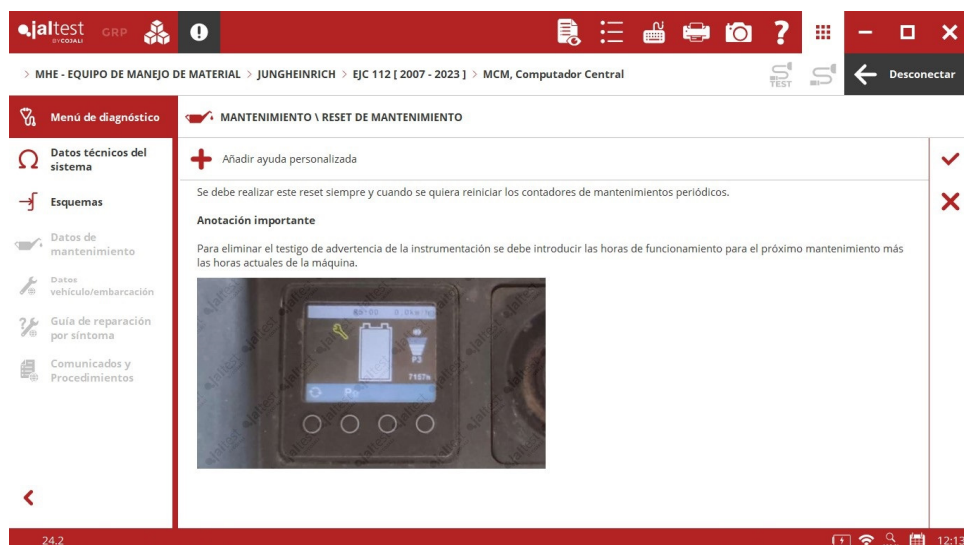 jaltest GRP
BY COJALI
> MHE - EQUIPO DE MANEJO DE MATERIAL > JUNGHEINRICH > EJC 112 [ 2007 - 2023 ] > MCM, Computador Central
TEST
Desconectar
Menú de diagnóstico
MANTENIMIENTO \ RESET DE MANTENIMIENTO
Datos técnicos del
sistema
Añadir ayuda personalizada
Esquemas
Datos de
mantenimiento
Datos
vehículo/embarcación
Guía de reparación
por síntoma
Comunicados y
Procedimientos
Se debe realizar este reset siempre y cuando se quiera reiniciar los contadores de mantenimientos periódicos.
Anotación importante
Para eliminar el testigo de advertencia de la instrumentación se debe introducir las horas de funcionamiento para el próximo mantenimiento más
las horas actuales de la máquina.
P3
7157h
24.2
12:13